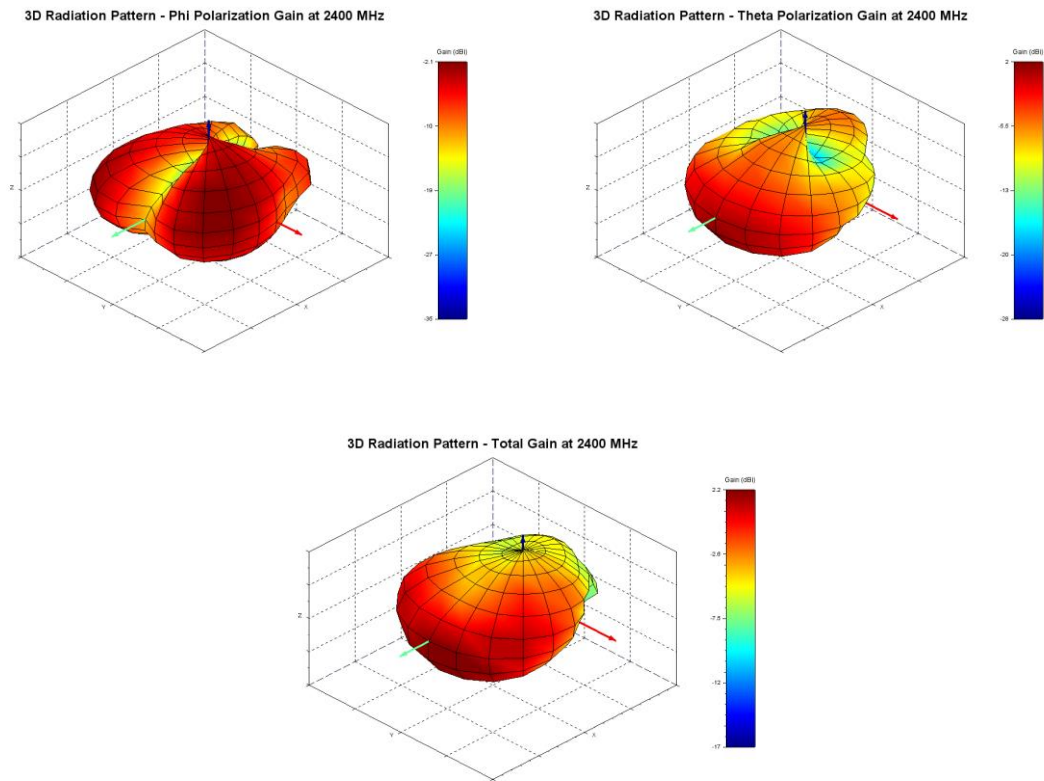 3D Radiation Pattern - Phi Polarization Gain at 2400 MHz
Gain (dBi)
-2.1
-10
-19
-27
-36
Z
Y
X
3D Radiation Pattern - Theta Polarization Gain at 2400 MHz
Gain (dBi)
2
-5.5
-13
-20
-28
Z
Y
X
3D Radiation Pattern - Total Gain at 2400 MHz
Gain (dBi)
2.2
-2.6
-7.5
-12
-17
Z
Y
X